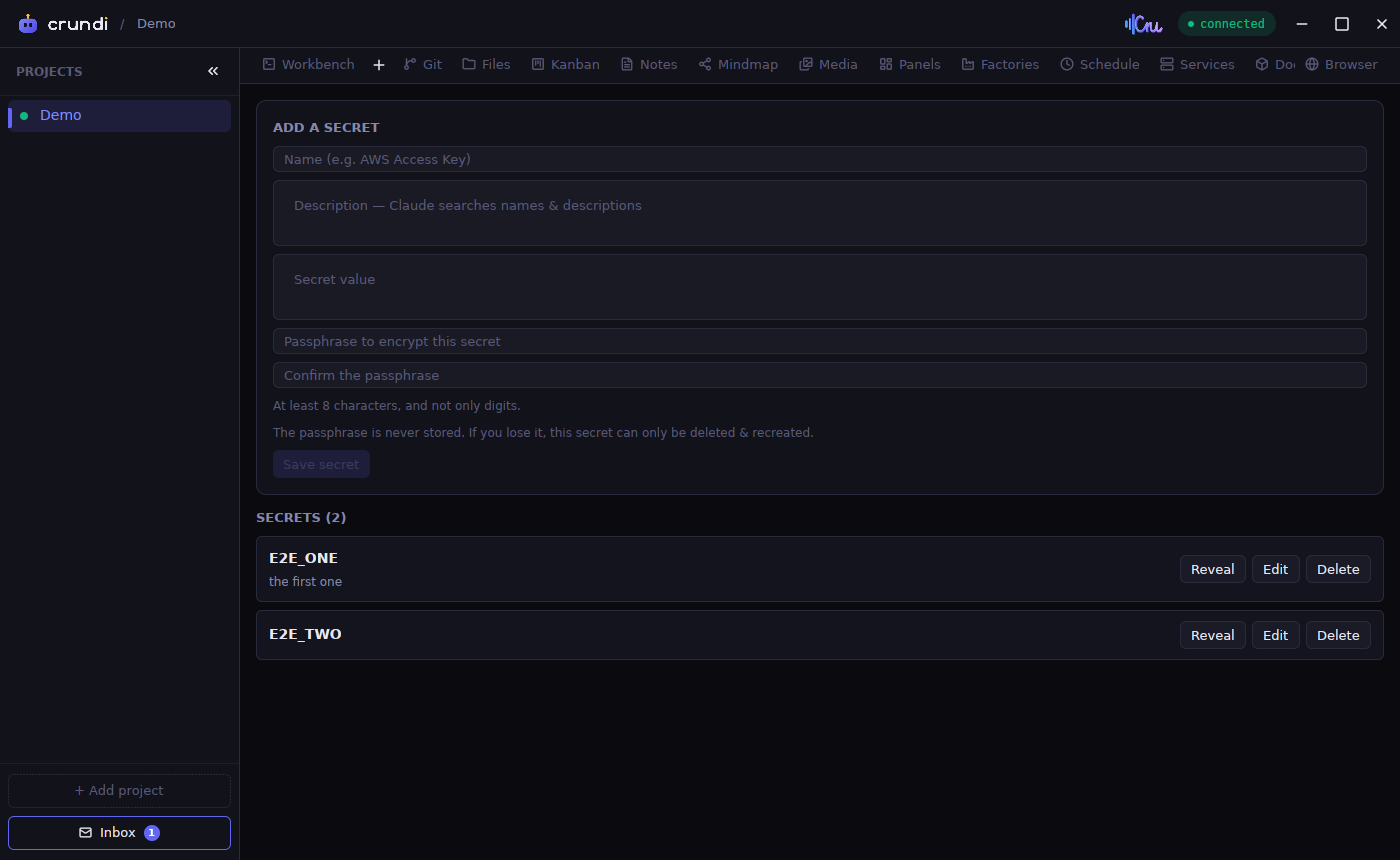 crundi / Demo
Cru
connected
PROJECTS
Workbench + Git Files Kanban Notes Mindmap Media Panels Factories Schedule Services Browser
Demo
ADD A SECRET
Name (e.g. AWS Access Key)
Description — Claude searches names & descriptions
Secret value
Passphrase to encrypt this secret
Confirm the passphrase
At least 8 characters, and not only digits.
The passphrase is never stored. If you lose it, this secret can only be deleted & recreated.
Save secret
SECRETS (2)
E2E_ONE
the first one
Reveal Edit Delete
E2E_TWO
Reveal Edit Delete
+ Add project
Inbox 1